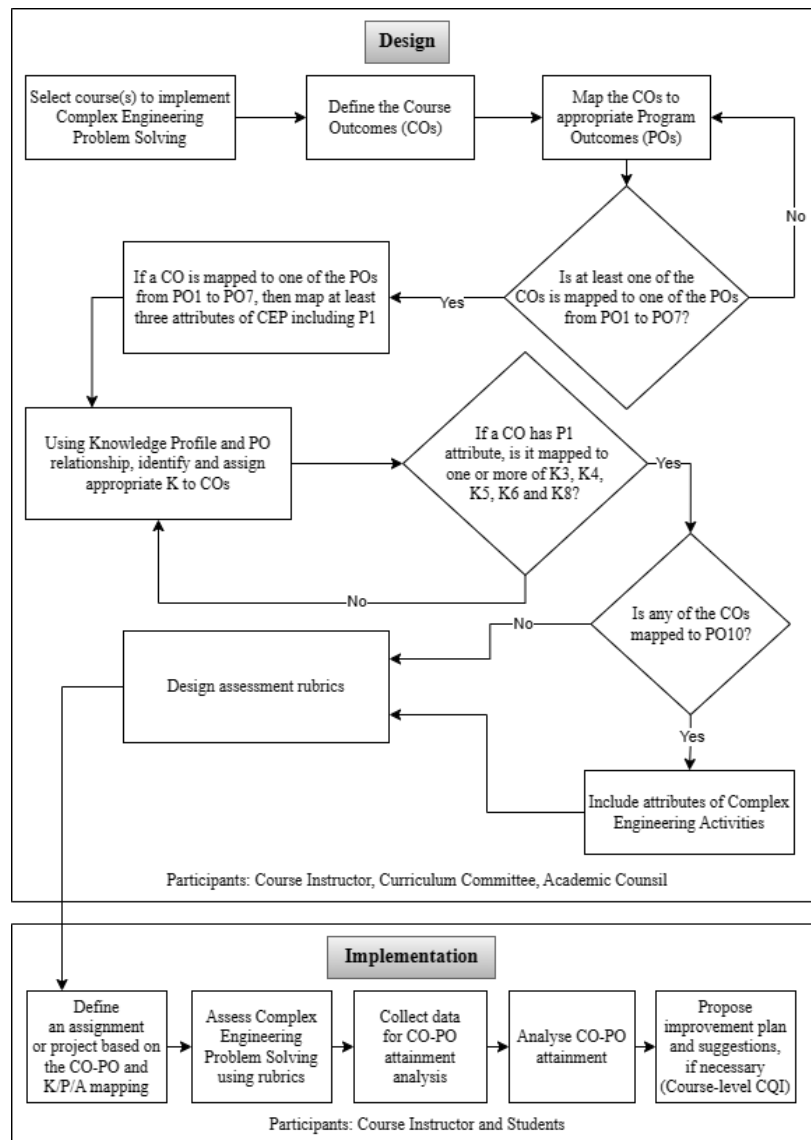 Design
Select course(s) to implement
Complex Engineering
Problem Solving
Define the Course
Outcomes (COs)
Map the COs to
appropriate Program
Outcomes (POs)
No
Is at least one of the
COs is mapped to one of the POs
from PO1 to PO7?
Yes
If a CO is mapped to one of the POs
from PO1 to PO7, then map at least
three attributes of CEP including P1
Using Knowledge Profile and PO
relationship, identify and assign
appropriate K to COs
If a CO has P1
attribute, is it mapped to
one or more of K3, K4,
K5, K6 and K8?
Yes
No
Is any of the COs
mapped to PO10?
No
Yes
Design assessment rubrics
Include attributes of Complex
Engineering Activities
Participants: Course Instructor, Curriculum Committee, Academic Counsil
Implementation
Define
an assignment
or project based on
the CO-PO and
K/P/A mapping
Assess Complex
Engineering
Problem Solving
using rubrics
Collect data
for CO-PO
attainment
analysis
Analyse CO-PO
attainment
Propose
improvement plan
and suggestions,
if necessary
(Course-level CQI)
Participants: Course Instructor and Students